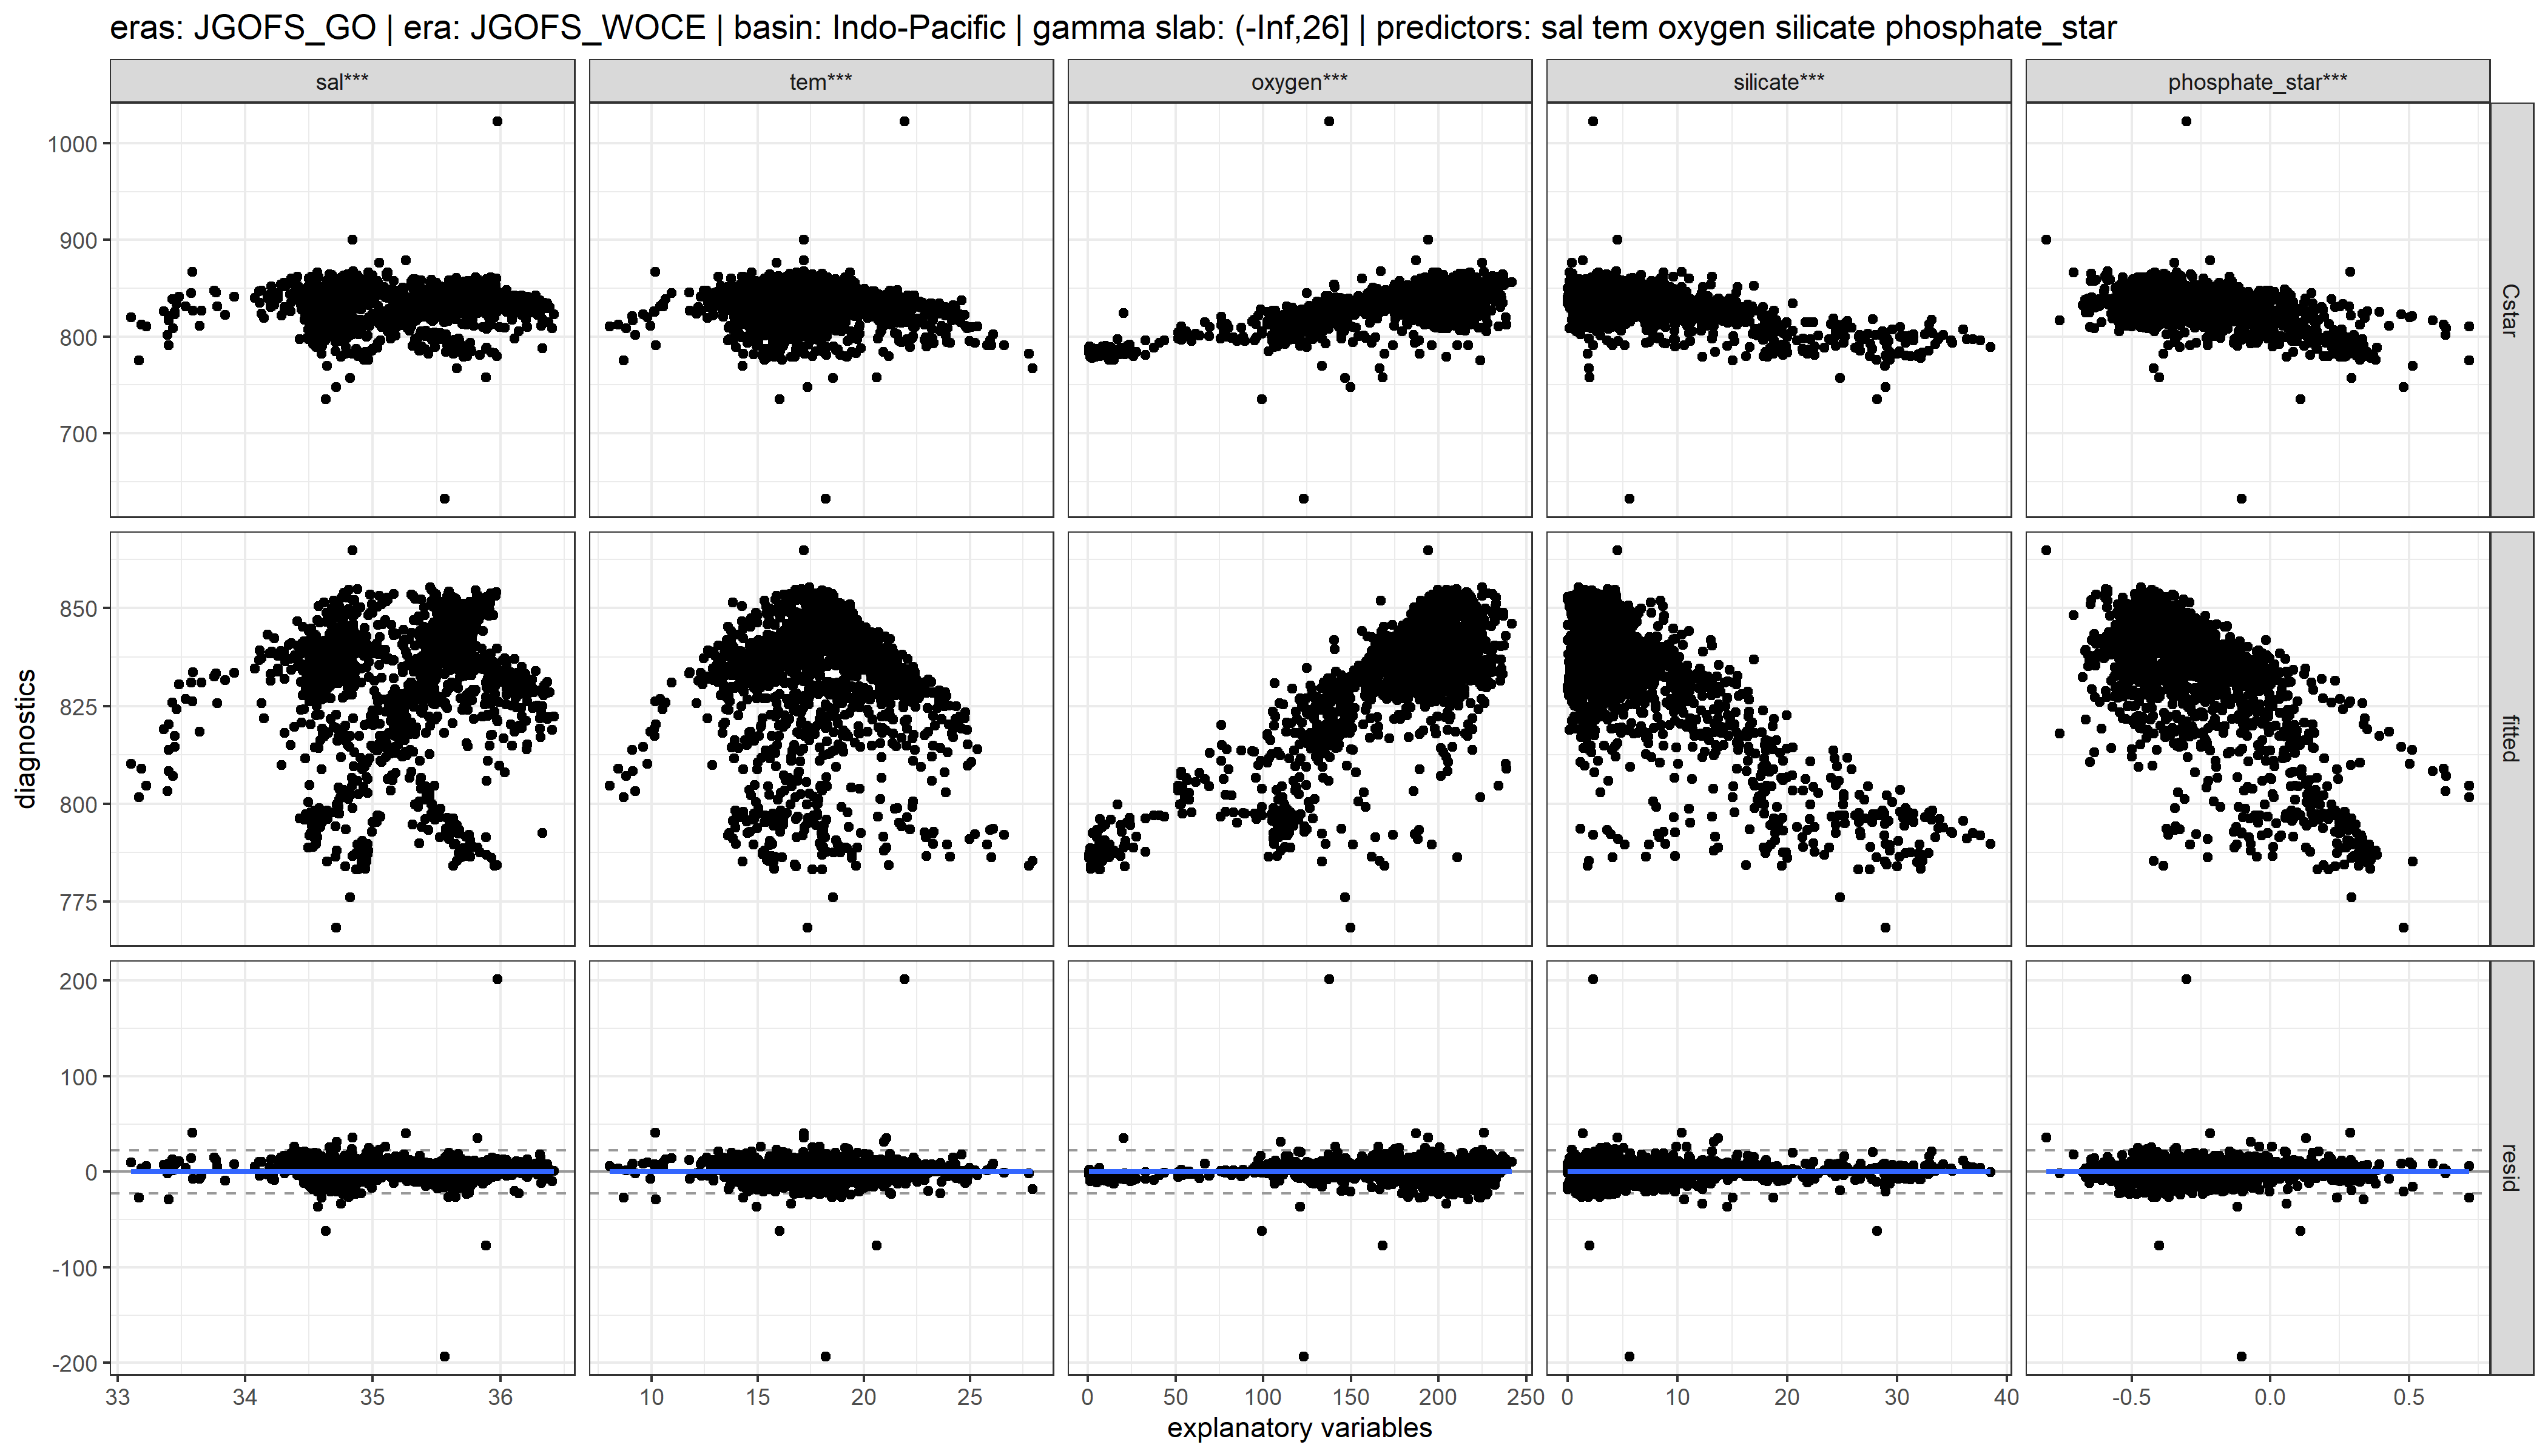 eras: JGOFS_GO | era: JGOFS_WOCE | basin: Indo-Pacific | gamma slab: (-Inf,26] | predictors: sal tem oxygen silicate phosphate_star
sal*** tem*** oxygen*** silicate*** phosphate_star***
1000
900
800
700
Cstar
850
825
800
775
fitted
diagnostics
200
100
0
-100
-200
resid
33 34 35 36 10 15 20 25 0 50 100 150 200 250 0 10 20 30 40 -0.5 0.0 0.5
explanatory variables